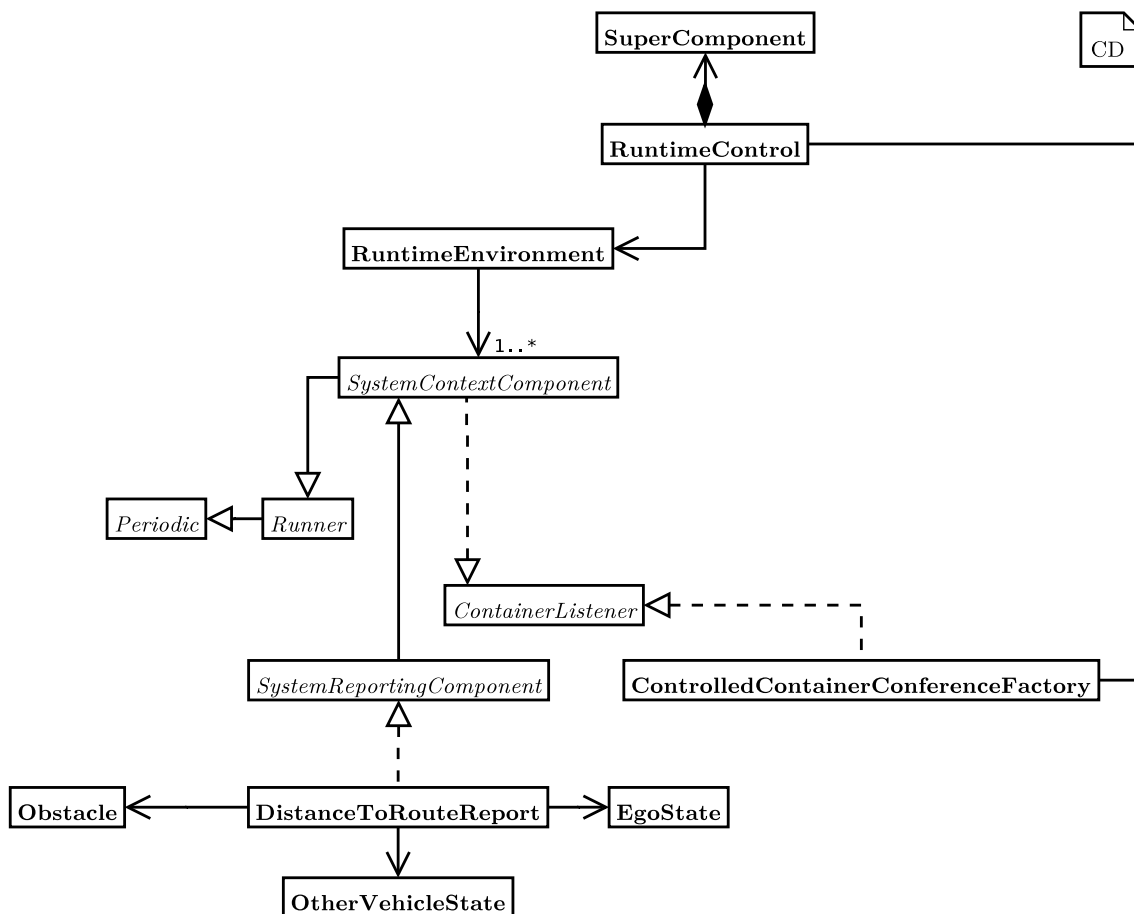 SuperComponent
CD
RuntimeControl
RuntimeEnvironment
1..*
SystemContextComponent
Periodic
Runner
ContainerListener
SystemReportingComponent
ControlledContainerConferenceFactory
Obstacle
DistanceToRouteReport
EgoState
OtherVehicleState